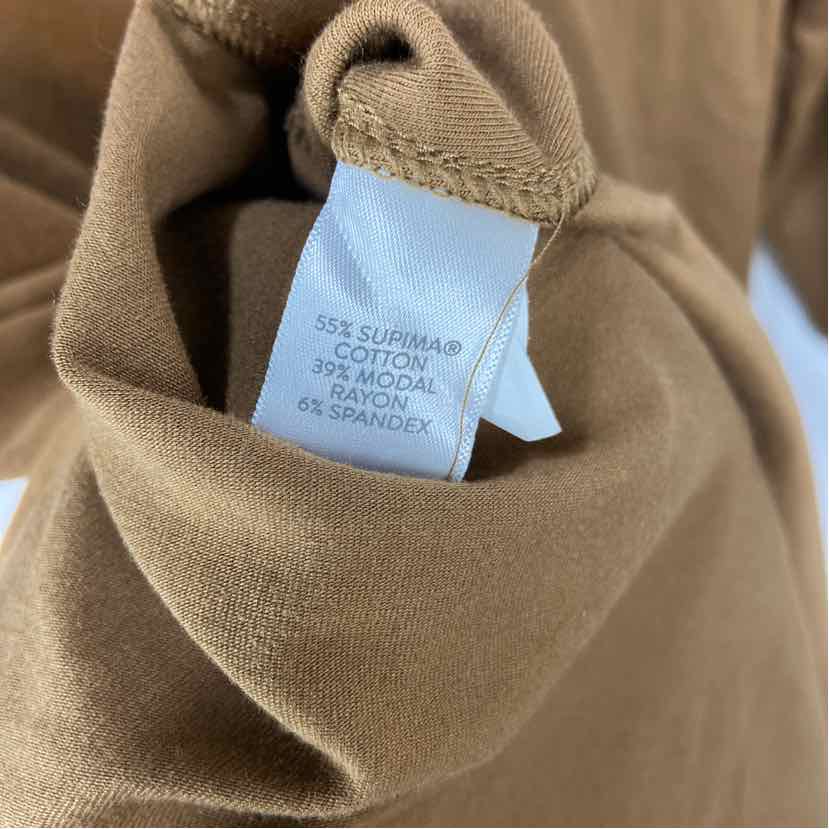 55% SUPIMA®
COTTON
39% MODAL
RAYON
6% SPANDEX